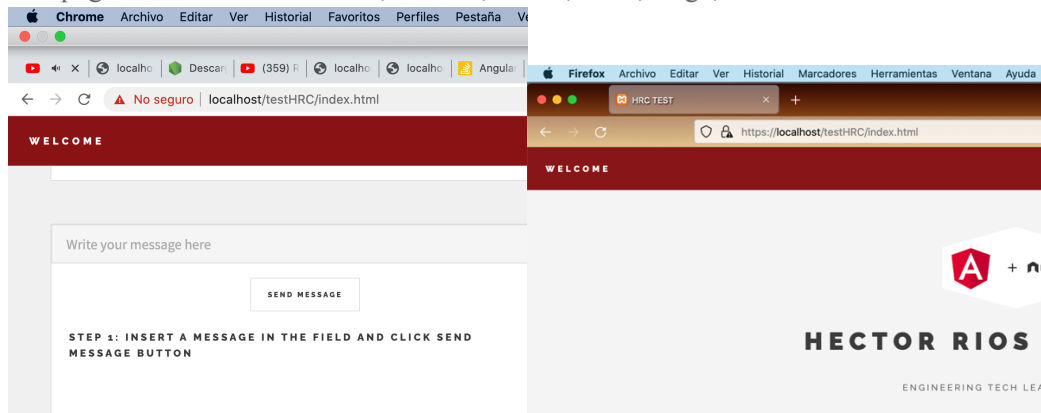 Chrome Archivo Editar Ver Historial Favoritos Perfiles Pestaña
localho Descar (359) R localho localho Angular
No seguro localhost/testHRC/index.html
WELCOME
Write your message here
SEND MESSAGE
STEP 1: INSERT A MESSAGE IN THE FIELD AND CLICK SEND
MESSAGE BUTTON
Firefox Archivo Editar Ver Historial Marcadores Herramientas Ventana Ayuda
HRC TEST
https://localhost/testHRC/index.html
WELCOME
A +
HECTOR RIOS
ENGINEERING TECH